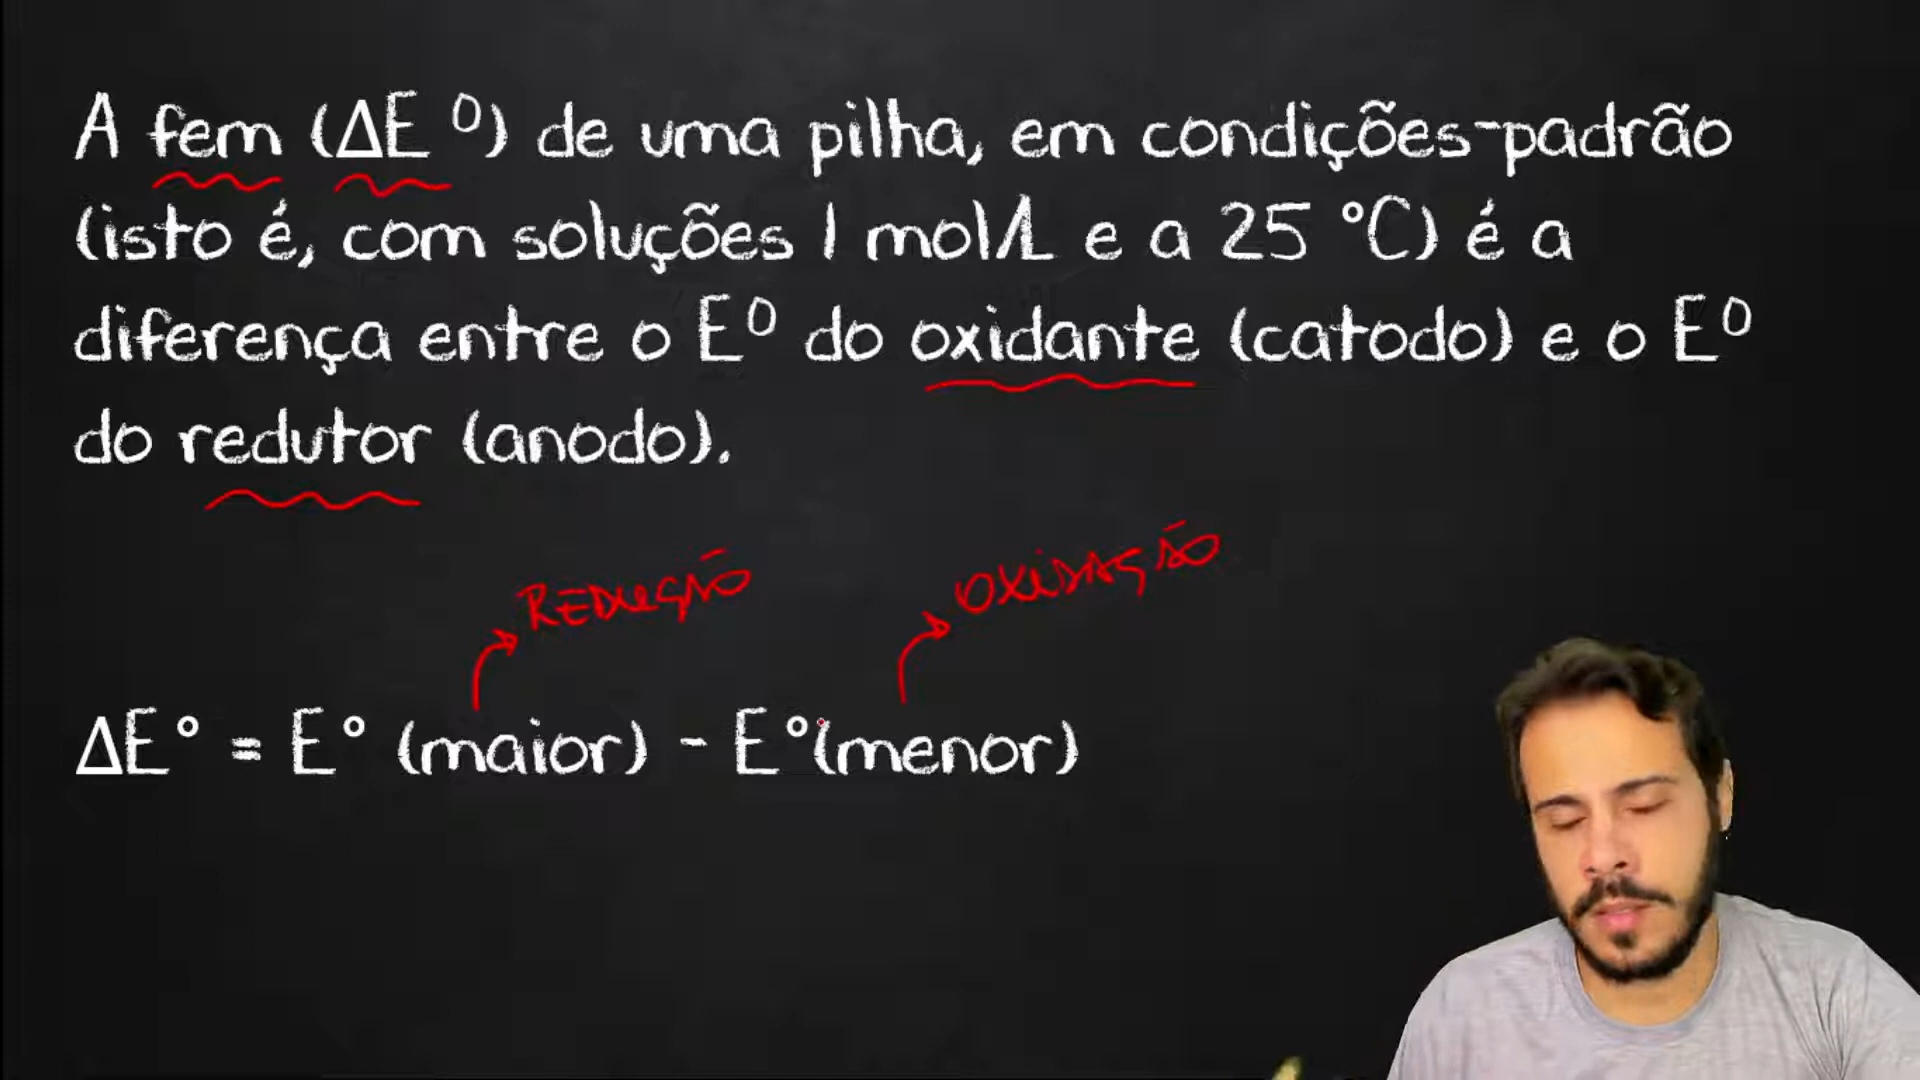 A fem (ΔE ⁰) de uma pilha, em condições-padrão
(isto é, com soluções 1 mol/L e a 25 °C) é a
diferença entre o E⁰ do oxidante (catodo) e o E⁰
do redutor (anodo).
REDUÇÃO
OXIDAÇÃO
ΔE° = E° (maior) - E°(menor)